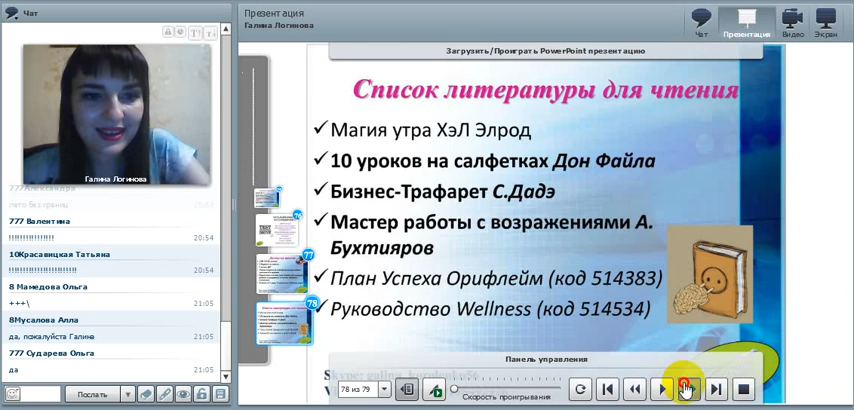 Чат
777Александра
лето без границ
777 Валентина
!!!!!!!!!!!!!!!!!
20:54
10Красавицкая Татьяна
!!!!!!!!!!!!!!!!!!!!!!!!!
20:54
8 Мамедова Ольга
+++\
21:05
8Мусалова Алла
да, пожалуйста Галина
21:05
777 Сударева Ольга
да
21:05
Послать
Галина Логинова
Презентация
Галина Логинова
Чат
Презентация
Видео
Экран
Загрузить/Проиграть PowerPoint презентацию
76
77
78
Список литературы для чтения
Магия утра ХэЛ Элрод
10 уроков на салфетках Дон Файла
Бизнес-Трафарет С.Дадэ
Мастер работы с возражениями А.
Бухтияров
План Успеха Орифлейм (код 514383)
Руководство Wellness (код 514534)
Панель управления
78 из 79
Скорость проигрывания